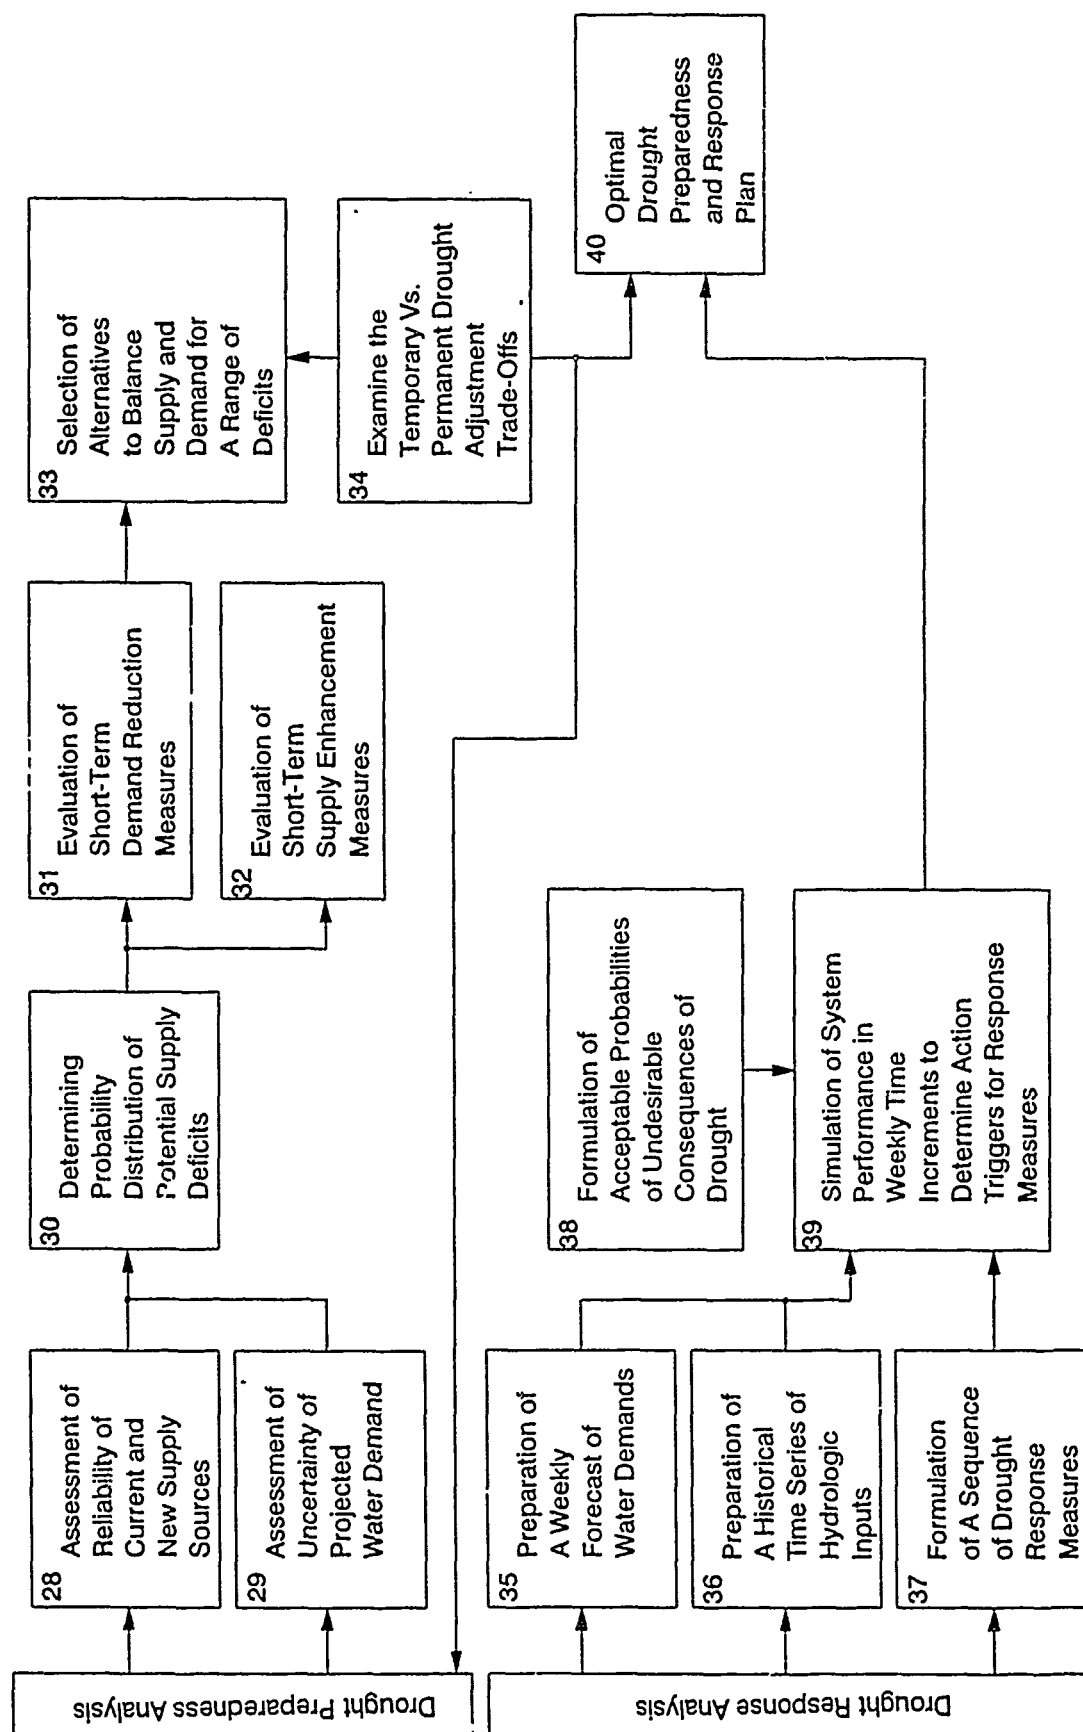 Drought Preparedness Analysis
28
Assessment of
Reliability of
Current and
New Supply
Sources
29
Assessment of
Uncertainty of
Projected
Water Demand
30
Determining
Probability
Distribution of
Potential Supply
Deficits
31
Evaluation of
Short-Term
Demand Reduction
Measures
32
Evaluation of
Short-Term
Supply Enhancement
Measures
33
Selection of
Alternatives
to Balance
Supply and
Demand for
A Range of
Deficits
34
Examine the
Temporary Vs.
Permanent Drought
Adjustment
Trade-Offs
Drought Response Analysis
35
Preparation of
A Weekly
Forecast of
Water Demands
36
Preparation of
A Historical
Time Series of
Hydrologic
Inputs
37
Formulation
of A Sequence
of Drought
Response
Measures
38
Formulation of
Acceptable Probabilities
of Undesirable
Consequences of
Drought
39
Simulation of System
Performance in
Weekly Time
Increments to
Determine Action
Triggers for Response
Measures
40
Optimal
Drought
Preparedness
and Response
Plan